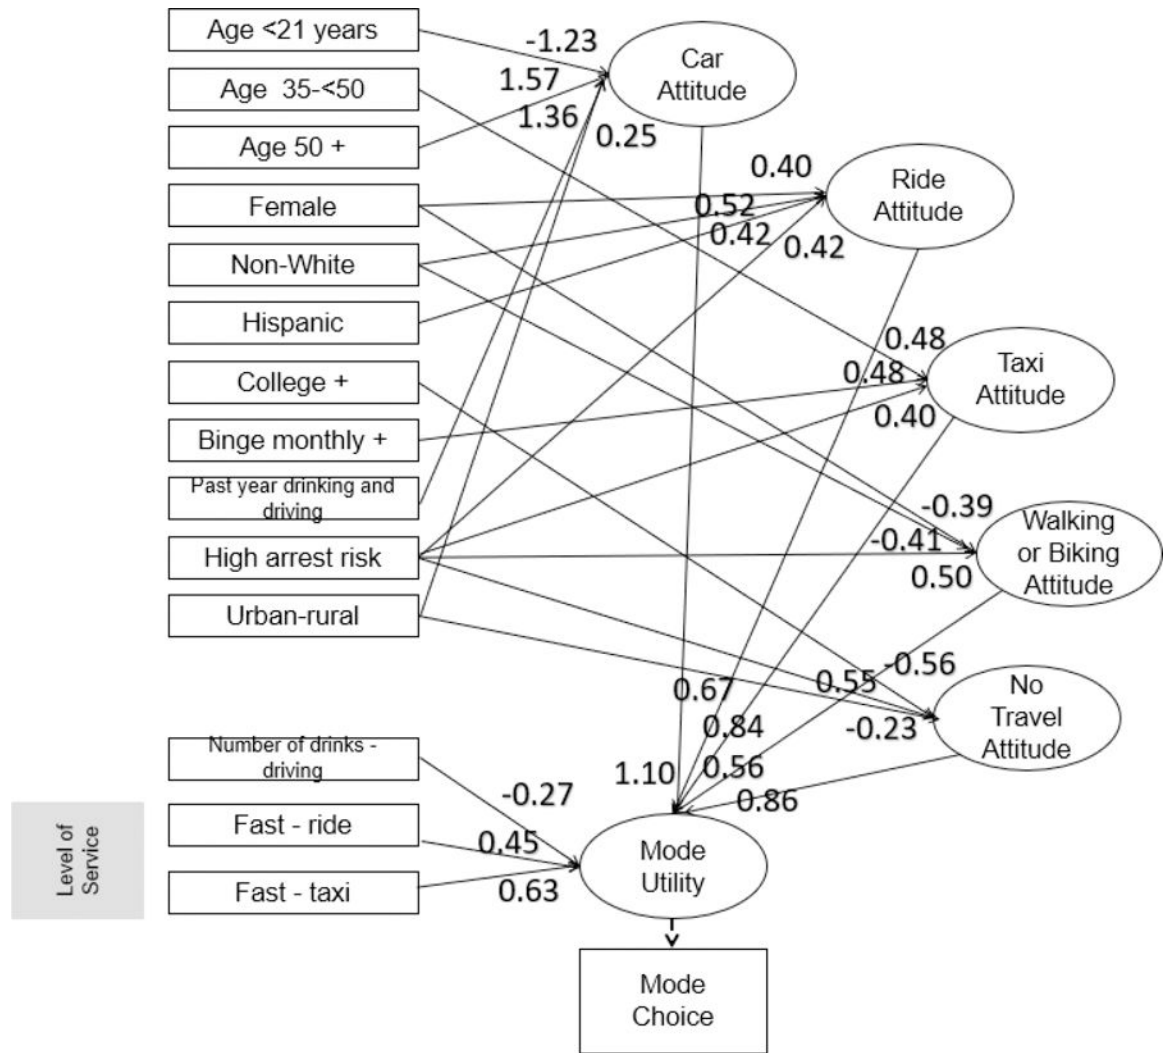 Age <21 years
Age 35-<50
Age 50 +
Female
Non-White
Hispanic
College +
Binge monthly +
Past year drinking and
driving
High arrest risk
Urban-rural
Number of drinks -
driving
Fast - ride
Fast - taxi
Level of
Service
-1.23
1.57
1.36
0.25
Car
Attitude
0.40
0.52
0.42
0.42
Ride
Attitude
0.48
0.48
0.40
Taxi
Attitude
-0.39
-0.41
0.50
Walking
or Biking
Attitude
-0.56
0.55
-0.23
No
Travel
Attitude
0.67
0.84
1.10
0.56
0.86
-0.27
0.45
0.63
Mode
Utility
Mode
Choice